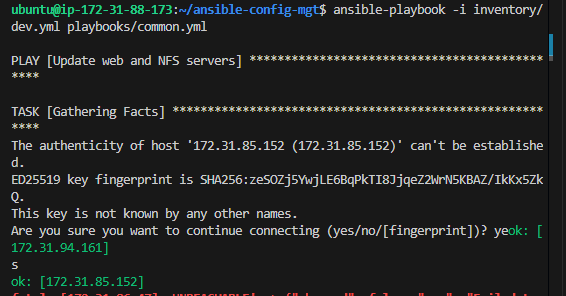 ubuntu@ip-172-31-88-173:~/ansible-config-mgt$ ansible-playbook -i inventory/
dev.yml playbooks/common.yml
PLAY [Update web and NFS servers] ******************************************
****
TASK [Gathering Facts] *****************************************************
****
The authenticity of host '172.31.85.152 (172.31.85.152)' can't be establishe
d.
ED25519 key fingerprint is SHA256:zeSOZj5YwjLE6BqPkTI8JjqeZ2WrN5KBAZ/IkKx5Zk
Q.
This key is not known by any other names.
Are you sure you want to continue connecting (yes/no/[fingerprint])? yeok: [
172.31.94.161]
s
ok: [172.31.85.152]